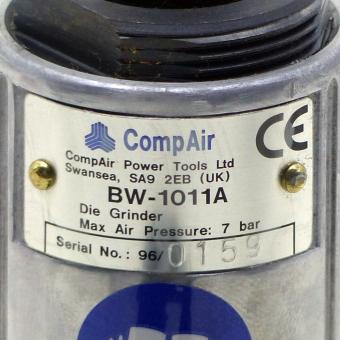 CompAir
CE
CompAir Power Tools Ltd
Swansea, SA9 2EB (UK)
BW-1011A
Die Grinder
Max Air Pressure: 7 bar
Serial No.: 96/0159